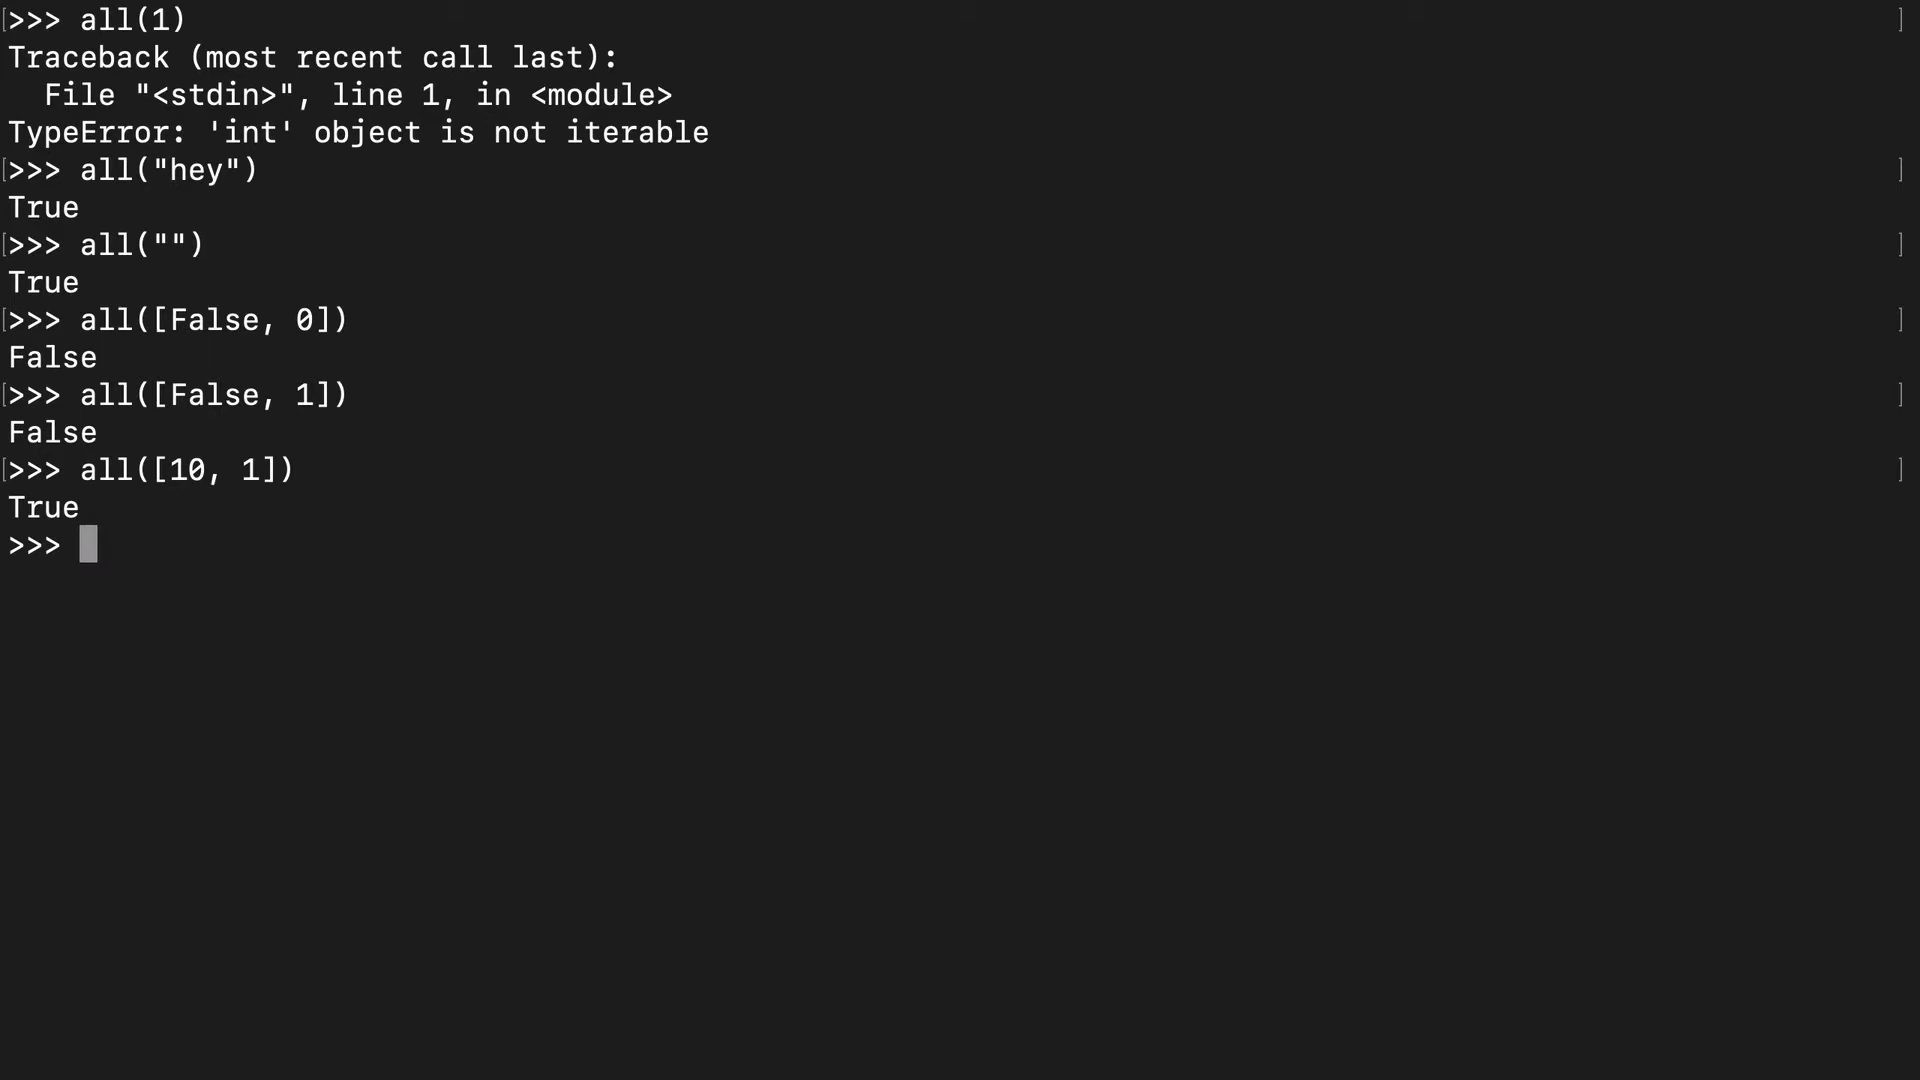 [>>> all(1) ]
Traceback (most recent call last):
  File "<stdin>", line 1, in <module>
TypeError: 'int' object is not iterable
[>>> all("hey") ]
True
[>>> all("") ]
True
[>>> all([False, 0]) ]
False
[>>> all([False, 1]) ]
False
[>>> all([10, 1]) ]
True
>>>